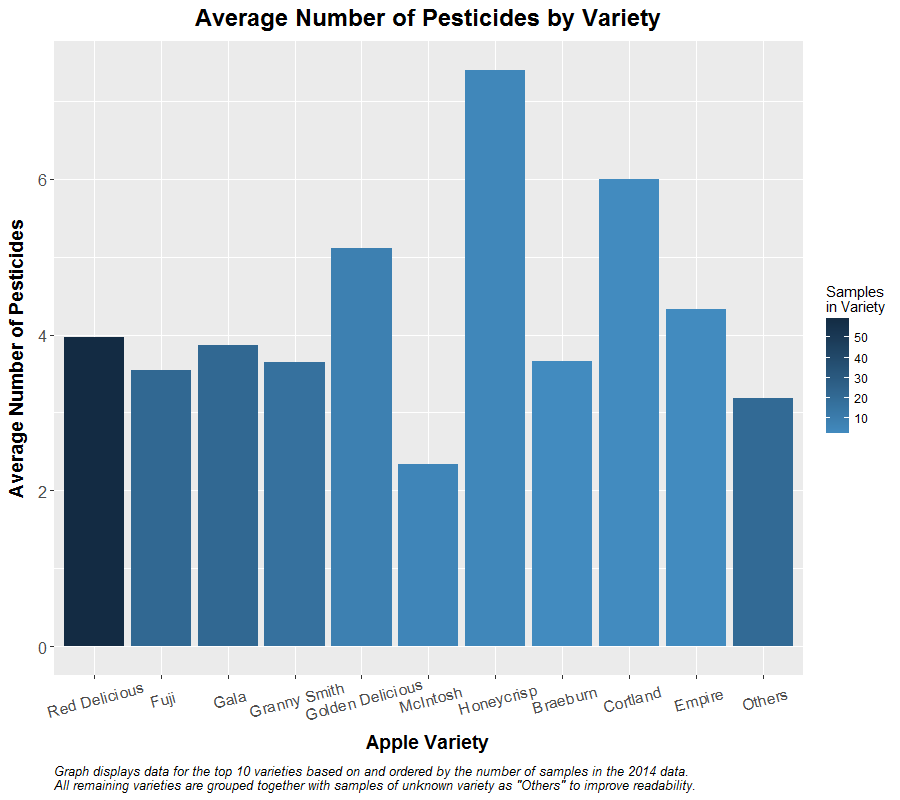 Average Number of Pesticides by Variety
Average Number of Pesticides
6
4
2
0
Red Delicious
Fuji
Gala
Granny Smith
Golden Delicious
McIntosh
Honeycrisp
Braeburn
Cortland
Empire
Others
Apple Variety
Samples
in Variety
50
40
30
20
10
Graph displays data for the top 10 varieties based on and ordered by the number of samples in the 2014 data.
All remaining varieties are grouped together with samples of unknown variety as "Others" to improve readability.